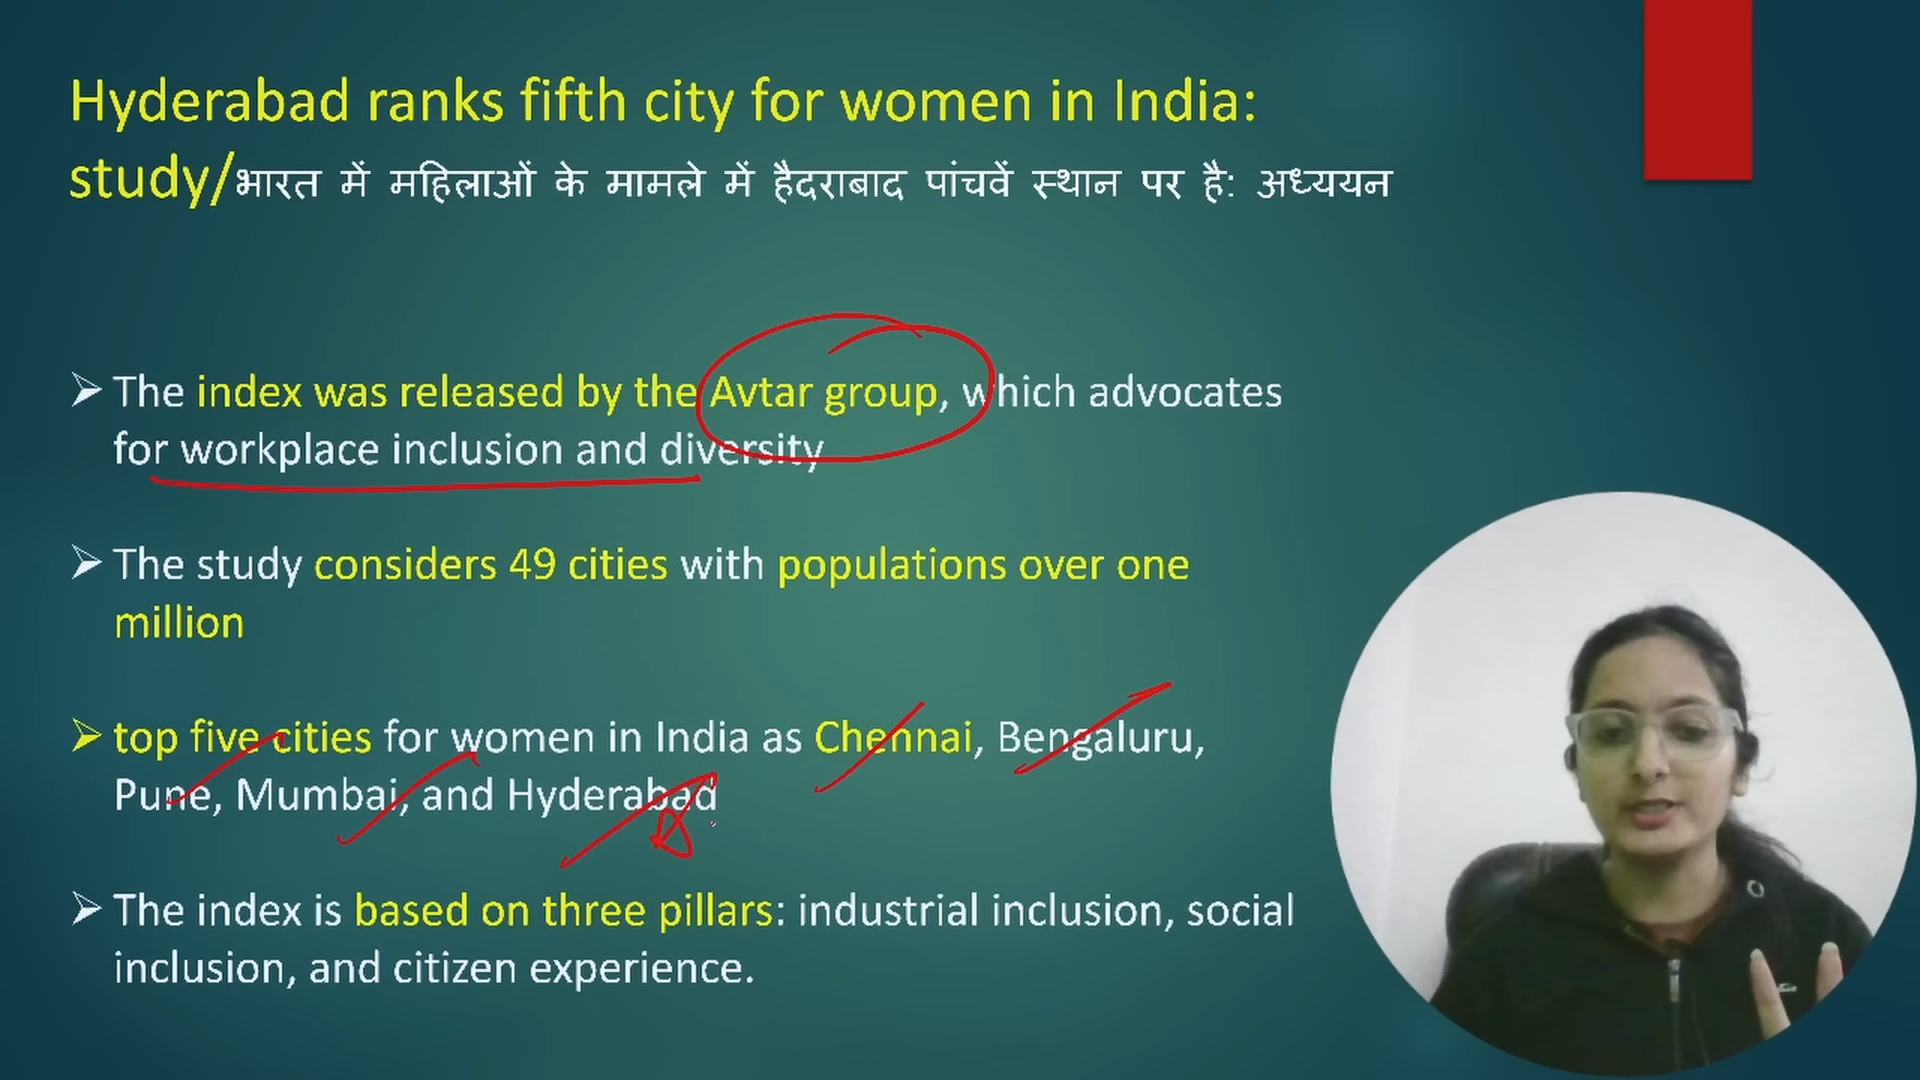 Hyderabad ranks fifth city for women in India:
study/भारत में महिलाओं के मामले में हैदराबाद पांचवें स्थान पर है: अध्ययन
The index was released by the Avtar group, which advocates
for workplace inclusion and diversity
The study considers 49 cities with populations over one
million
top five cities for women in India as Chennai, Bengaluru,
Pune, Mumbai, and Hyderabad
The index is based on three pillars: industrial inclusion, social
inclusion, and citizen experience.